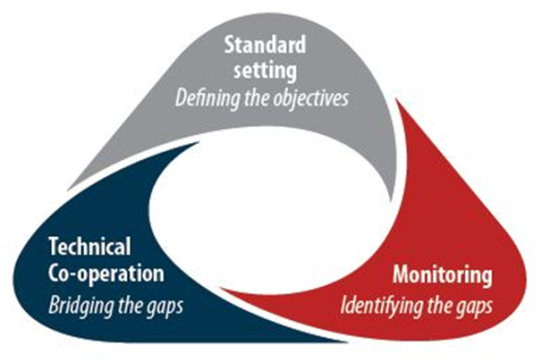 Standard
setting
Defining the objectives
Technical
Co-operation
Bridging the gaps
Monitoring
Identifying the gaps